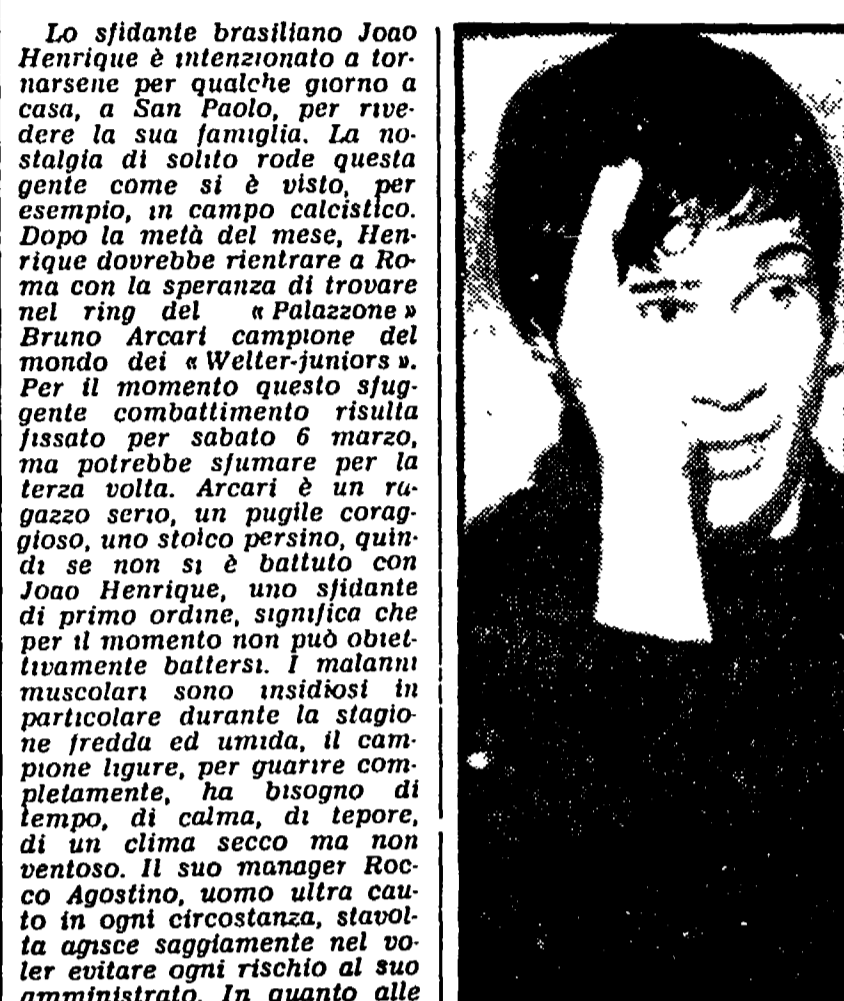 Lo sfidante brasiliano Joao
Henrique è intenzionato a tor-
narsene per qualche giorno a
casa, a San Paolo, per rive-
dere la sua famiglia. La no-
stalgia di solito rode questa
gente come si è visto, per
esempio, in campo calcistico.
Dopo la metà del mese, Hen-
rique dovrebbe rientrare a Ro-
ma con la speranza di trovare
nel ring del « Palazzone »
Bruno Arcari campione del
mondo dei « Welter-juniors ».
Per il momento questo sfug-
gente combattimento risulta
fissato per sabato 6 marzo,
ma potrebbe sfumare per la
terza volta. Arcari è un ra-
gazzo serio, un pugile corag-
gioso, uno stoico persino, quin-
di se non si è battuto con
Joao Henrique, uno sfidante
di primo ordine, significa che
per il momento non può obiet-
tivamente battersi. I malanni
muscolari sono insidiosi in
particolare durante la stagio-
ne fredda ed umida, il cam-
pione ligure, per guarire com-
pletamente, ha bisogno di
tempo, di calma, di tepore,
di un clima secco ma non
ventoso. Il suo manager Roc-
co Agostino, uomo ultra cau-
to in ogni circostanza, stavol-
ta agisce saggiamente nel vo-
ler evitare ogni rischio al suo
amministrato. In quanto alle